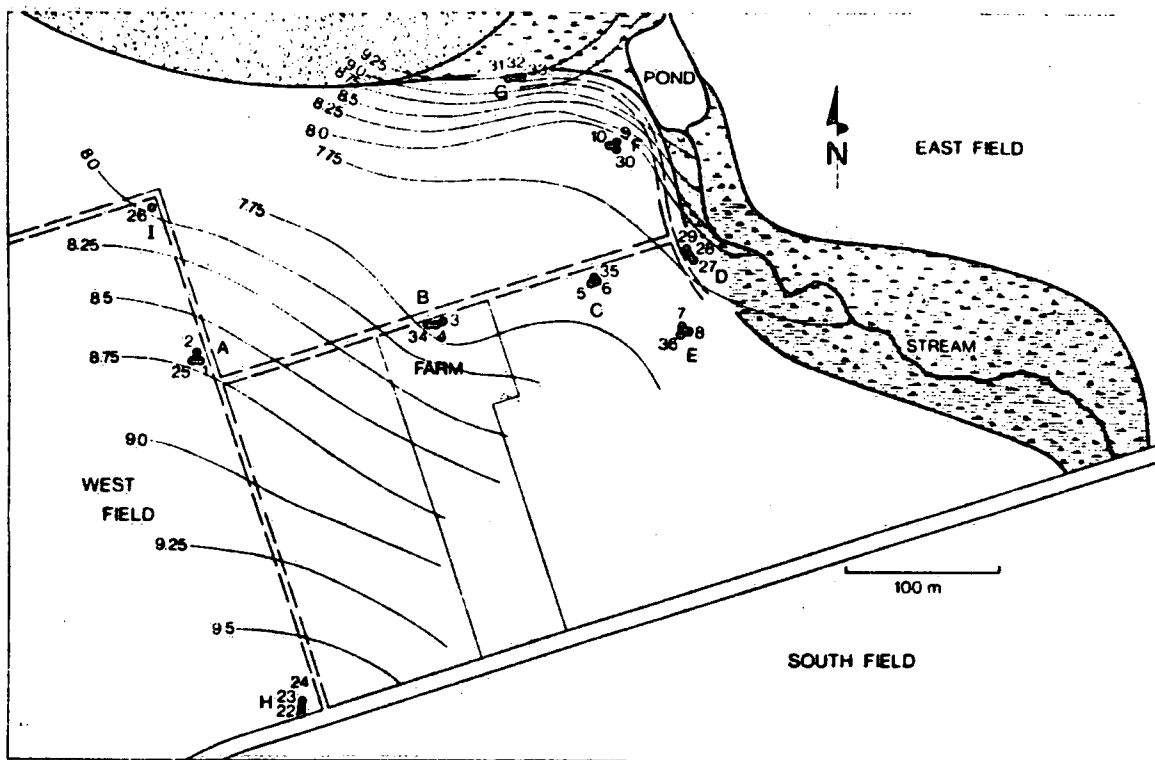 31 32 33
9.25
9.0
8.75
8.5
8.25
8.0
7.75
G
POND
N
EAST FIELD
10 9
F
30
8.0
7.75
26
I
8.25
8.5
8.75
29
28
27 D
35
5 6
C
B
3
34 4
FARM
7
8
36
E
STREAM
2 A
25 1
9.0
WEST
FIELD
9.25
9.5
100 m
SOUTH FIELD
24
H 23
22